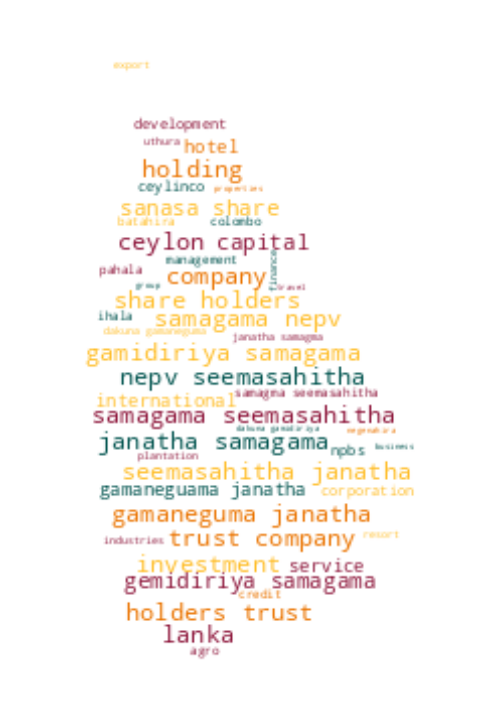 export
development
uthura hotel
holding
ceylinco properties
sanasa share
batahira colombo
ceylon capital
management
pahala company finance
group travel
share holders
ihala samagama nepv
dakuna gamaneguma
janatha samagma
gamidiriya samagama
nepv seemasahitha
international samagma seemasahitha
samagama seemasahitha
dakuna gamidiriya
janatha samagama npbs business
plantation
seemasahitha janatha
gamaneguama janatha corporation
gamaneguma janatha
industries trust company resort
investment service
gemidiriya samagama
credit
holders trust
lanka
agro